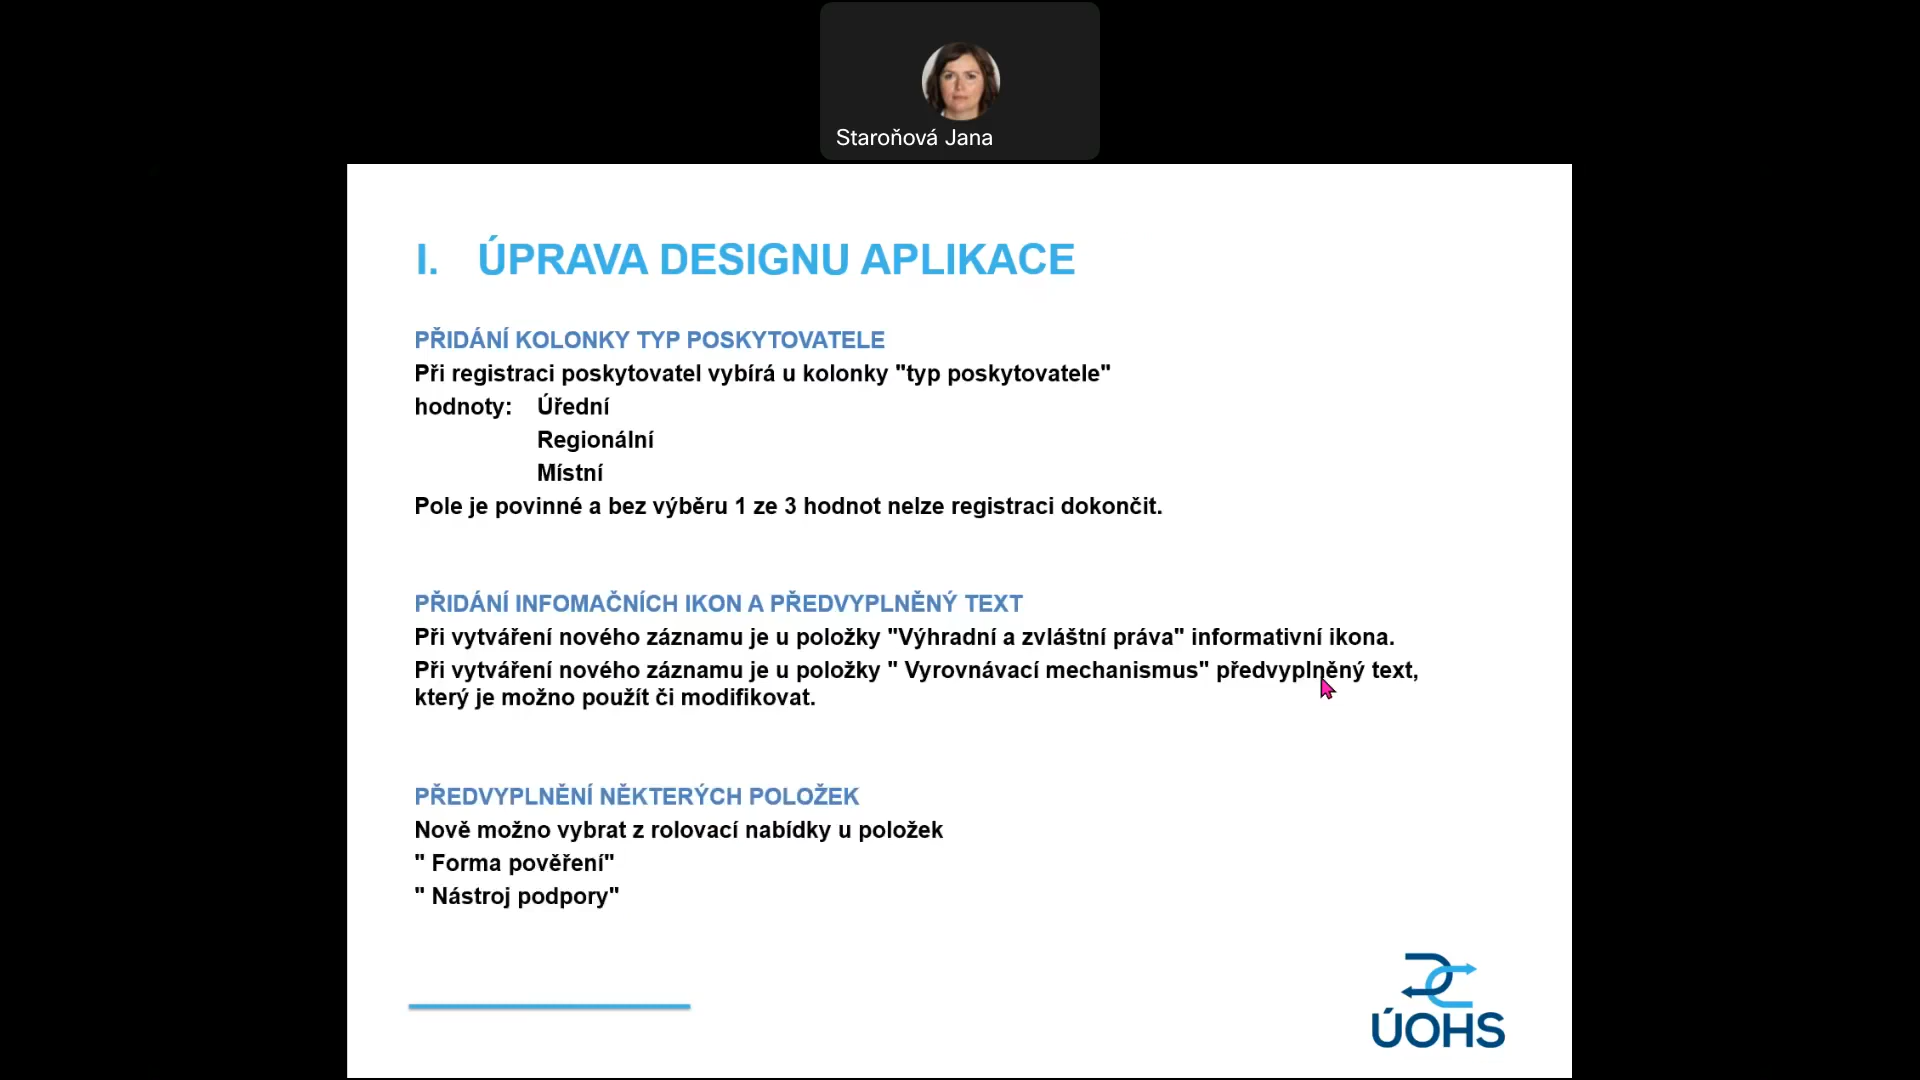 Staroňová Jana
I. ÚPRAVA DESIGNU APLIKACE
PŘIDÁNÍ KOLONKY TYP POSKYTOVATELE
Při registraci poskytovatel vybírá u kolonky "typ poskytovatele"
hodnoty: Úřední
Regionální
Místní
Pole je povinné a bez výběru 1 ze 3 hodnot nelze registraci dokončit.
PŘIDÁNÍ INFOMAČNÍCH IKON A PŘEDVYPLNĚNÝ TEXT
Při vytváření nového záznamu je u položky "Výhradní a zvláštní práva" informativní ikona.
Při vytváření nového záznamu je u položky " Vyrovnávací mechanismus" předvyplněný text,
který je možno použít či modifikovat.
PŘEDVYPLNĚNÍ NĚKTERÝCH POLOŽEK
Nově možno vybrat z rolovací nabídky u položek
" Forma pověření"
" Nástroj podpory"
ÚOHS